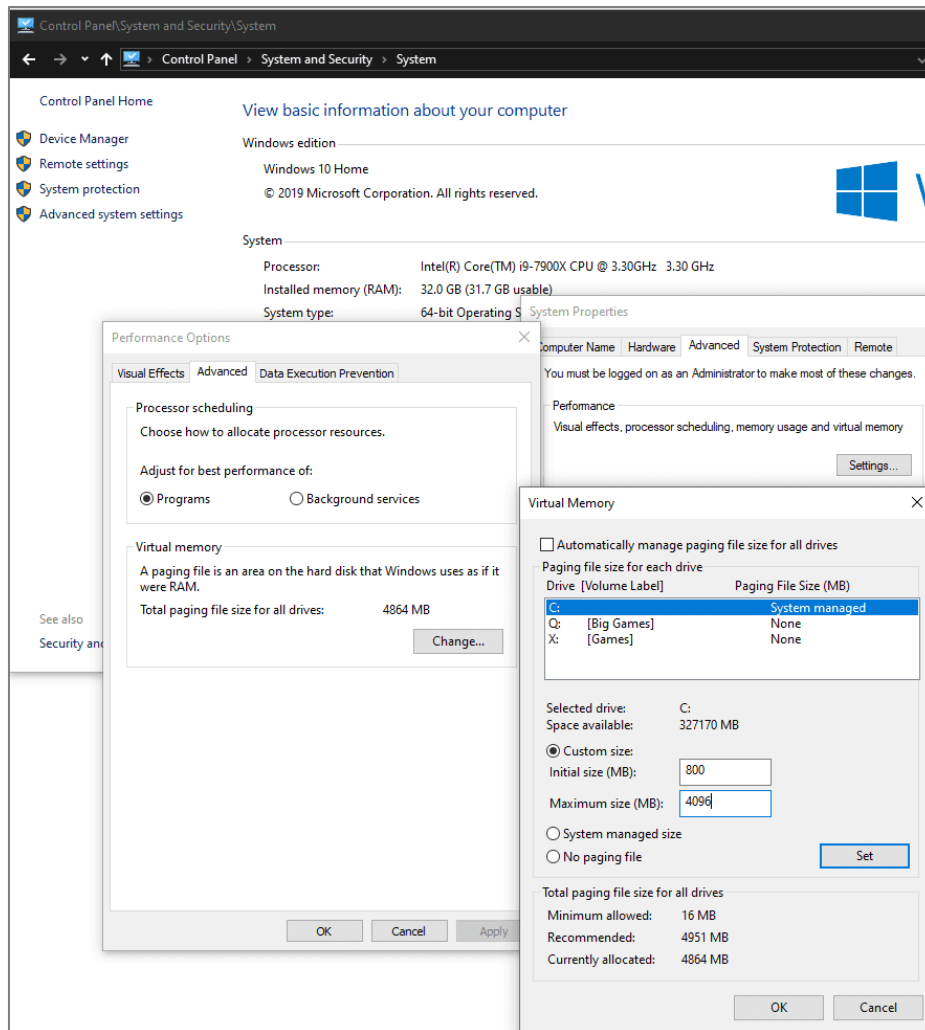 Control Panel\System and Security\System
Control Panel > System and Security > System
Control Panel Home
Device Manager
Remote settings
System protection
Advanced system settings
See also
Security and
View basic information about your computer
Windows edition
Windows 10 Home
© 2019 Microsoft Corporation. All rights reserved.
System
Processor: Intel(R) Core(TM) i9-7900X CPU @ 3.30GHz 3.30 GHz
Installed memory (RAM): 32.0 GB (31.7 GB usable)
System type: 64-bit Operating S
System Properties
Computer Name Hardware Advanced System Protection Remote
You must be logged on as an Administrator to make most of these changes.
Performance
Visual effects, processor scheduling, memory usage and virtual memory
Settings...
Performance Options
Visual Effects Advanced Data Execution Prevention
Processor scheduling
Choose how to allocate processor resources.
Adjust for best performance of:
Programs Background services
Virtual memory
A paging file is an area on the hard disk that Windows uses as if it
were RAM.
Total paging file size for all drives: 4864 MB
Change...
OK Cancel Apply
Virtual Memory
Automatically manage paging file size for all drives
Paging file size for each drive
Drive [Volume Label] Paging File Size (MB)
C: System managed
Q: [Big Games] None
X: [Games] None
Selected drive: C:
Space available: 327170 MB
Custom size:
Initial size (MB): 800
Maximum size (MB): 4096
System managed size
No paging file
Set
Total paging file size for all drives
Minimum allowed: 16 MB
Recommended: 4951 MB
Currently allocated: 4864 MB
OK Cancel